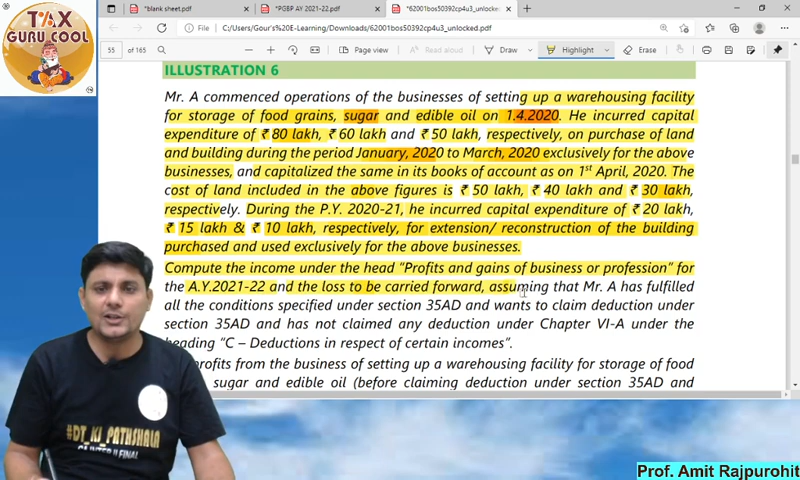 TAX
GURU COOL
*blank sheet.pdf
*PGBP AY 2021-22.pdf
*62001bos50392cp4u3_unlocked
File
C:/Users/Gour's%20E-Learning/Downloads/62001bos50392cp4u3_unlocked.pdf
55
of 165
Page view
Read aloud
Draw
Highlight
Erase
ILLUSTRATION 6
Mr. A commenced operations of the businesses of setting up a warehousing facility
for storage of food grains, sugar and edible oil on 1.4.2020. He incurred capital
expenditure of ₹ 80 lakh, ₹ 60 lakh and ₹ 50 lakh, respectively, on purchase of land
and building during the period January, 2020 to March, 2020 exclusively for the above
businesses, and capitalized the same in its books of account as on 1st April, 2020. The
cost of land included in the above figures is ₹ 50 lakh, ₹ 40 lakh and ₹ 30 lakh,
respectively. During the P.Y. 2020-21, he incurred capital expenditure of ₹ 20 lakh,
₹ 15 lakh & ₹ 10 lakh, respectively, for extension/ reconstruction of the building
purchased and used exclusively for the above businesses.
Compute the income under the head "Profits and gains of business or profession" for
the A.Y.2021-22 and the loss to be carried forward, assuming that Mr. A has fulfilled
all the conditions specified under section 35AD and wants to claim deduction under
section 35AD and has not claimed any deduction under Chapter VI-A under the
heading "C – Deductions in respect of certain incomes".
profits from the business of setting up a warehousing facility for storage of food
sugar and edible oil (before claiming deduction under section 35AD and
#DT_KI_PATHSHALA
CA INTER II FINAL
Prof. Amit Rajpurohit